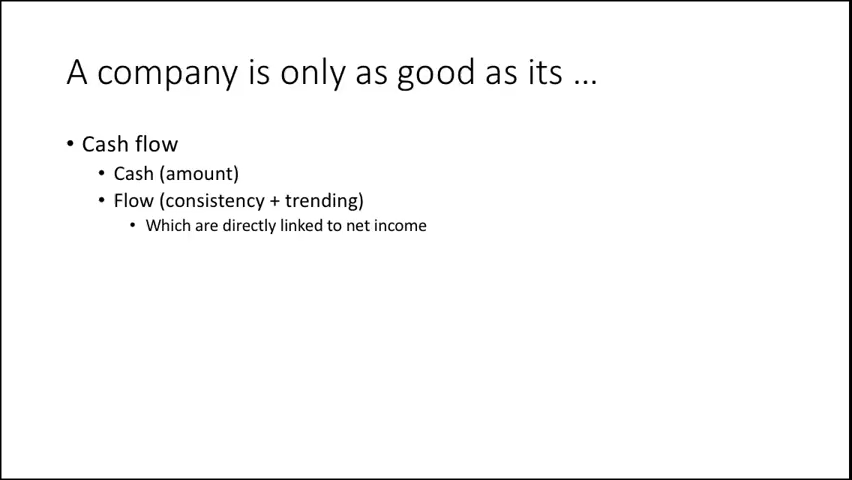 A company is only as good as its …
• Cash flow
• Cash (amount)
• Flow (consistency + trending)
• Which are directly linked to net income